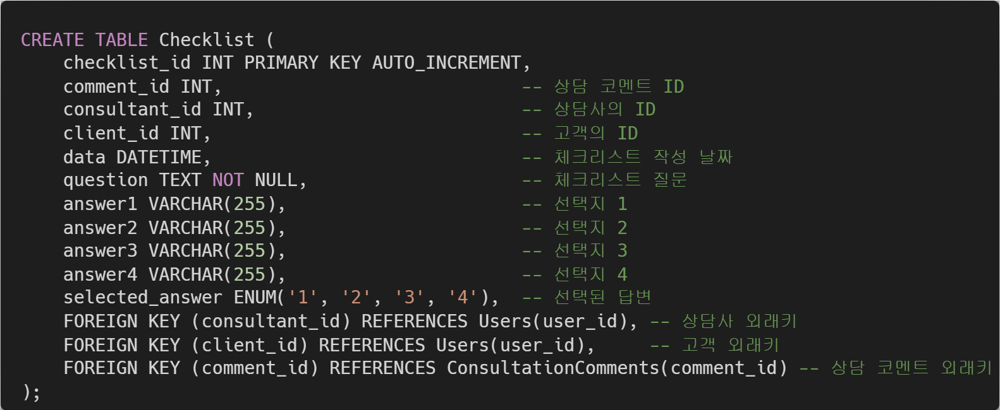 CREATE TABLE Checklist (
    checklist_id INT PRIMARY KEY AUTO_INCREMENT,
    comment_id INT,                            -- 상담 코멘트 ID
    consultant_id INT,                         -- 상담사의 ID
    client_id INT,                             -- 고객의 ID
    data DATETIME,                             -- 체크리스트 작성 날짜
    question TEXT NOT NULL,                    -- 체크리스트 질문
    answer1 VARCHAR(255),                      -- 선택지 1
    answer2 VARCHAR(255),                      -- 선택지 2
    answer3 VARCHAR(255),                      -- 선택지 3
    answer4 VARCHAR(255),                      -- 선택지 4
    selected_answer ENUM('1', '2', '3', '4'),  -- 선택된 답변
    FOREIGN KEY (consultant_id) REFERENCES Users(user_id), -- 상담사 외래키
    FOREIGN KEY (client_id) REFERENCES Users(user_id),     -- 고객 외래키
    FOREIGN KEY (comment_id) REFERENCES ConsultationComments(comment_id) -- 상담 코멘트 외래키
);